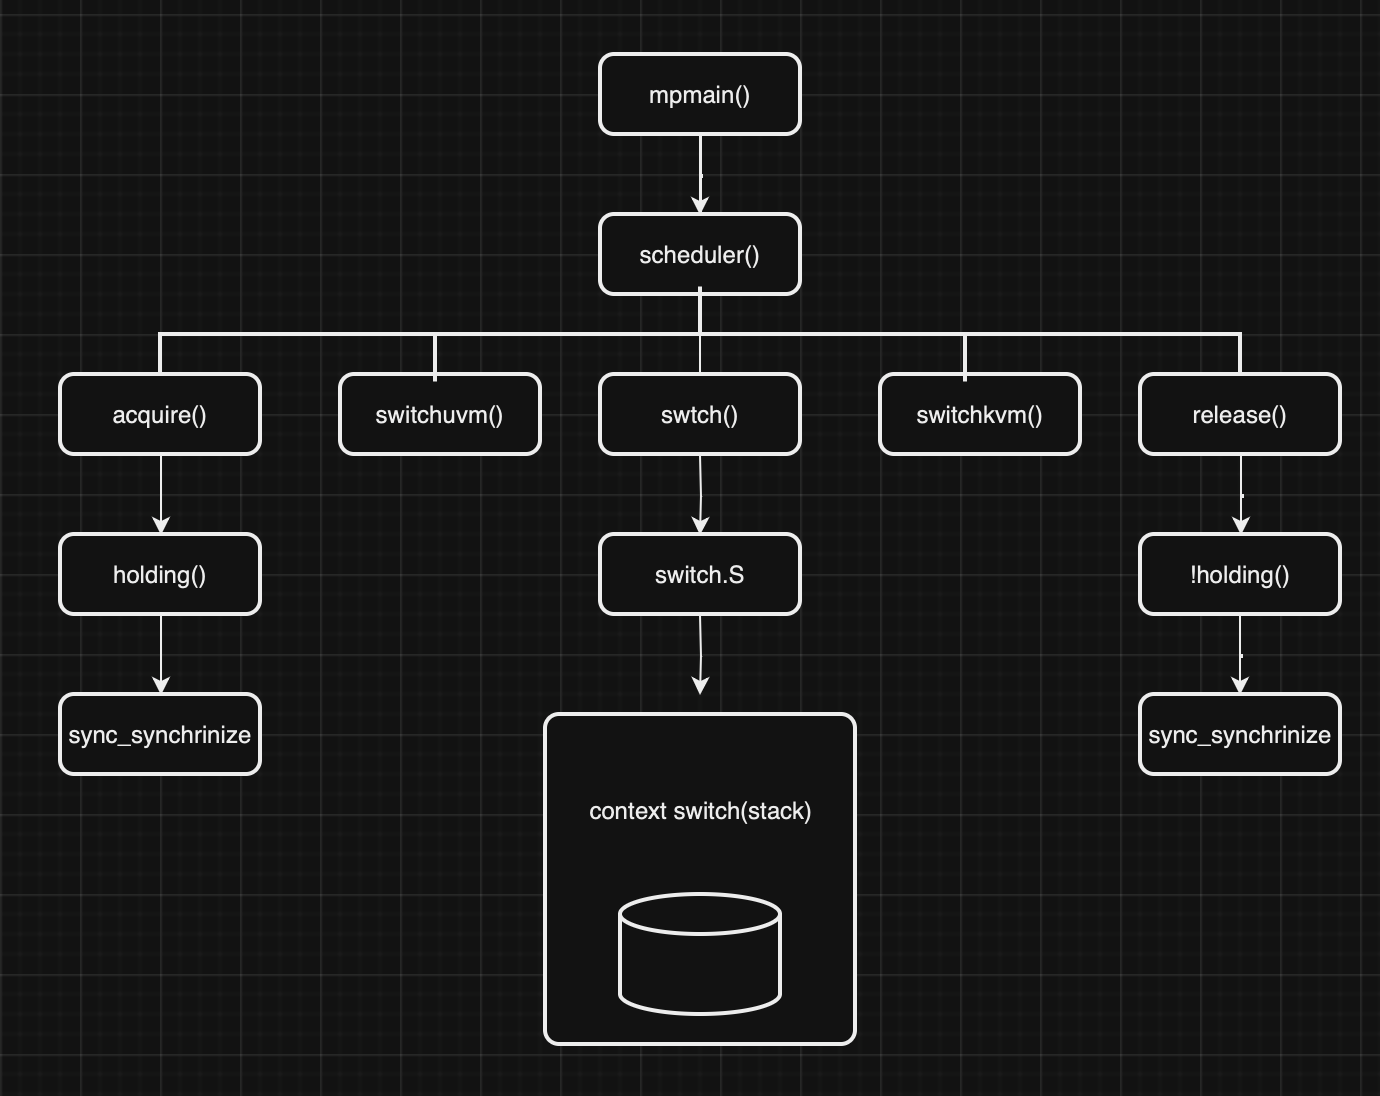 mpmain()
scheduler()
acquire()
switchuvm()
swtch()
switchkvm()
release()
holding()
switch.S
!holding()
sync_synchrinize
sync_synchrinize
context switch(stack)